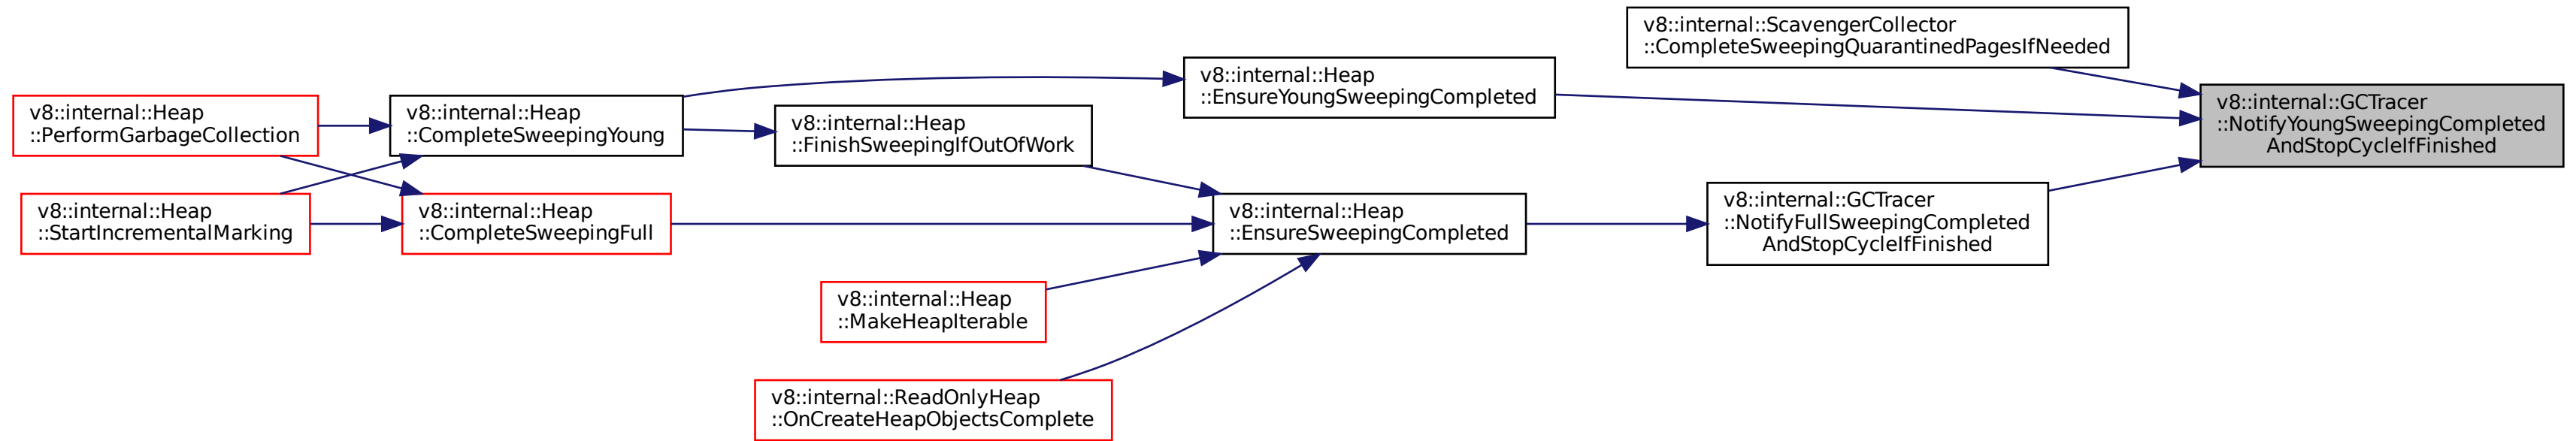 v8::internal::ScavengerCollector
::CompleteSweepingQuarantinedPagesIfNeeded
v8::internal::Heap
::EnsureYoungSweepingCompleted
v8::internal::GCTracer
::NotifyYoungSweepingCompleted
AndStopCycleIfFinished
v8::internal::Heap
::PerformGarbageCollection
v8::internal::Heap
::CompleteSweepingYoung
v8::internal::Heap
::FinishSweepingIfOutOfWork
v8::internal::Heap
::StartIncrementalMarking
v8::internal::Heap
::CompleteSweepingFull
v8::internal::Heap
::EnsureSweepingCompleted
v8::internal::GCTracer
::NotifyFullSweepingCompleted
AndStopCycleIfFinished
v8::internal::Heap
::MakeHeapIterable
v8::internal::ReadOnlyHeap
::OnCreateHeapObjectsComplete